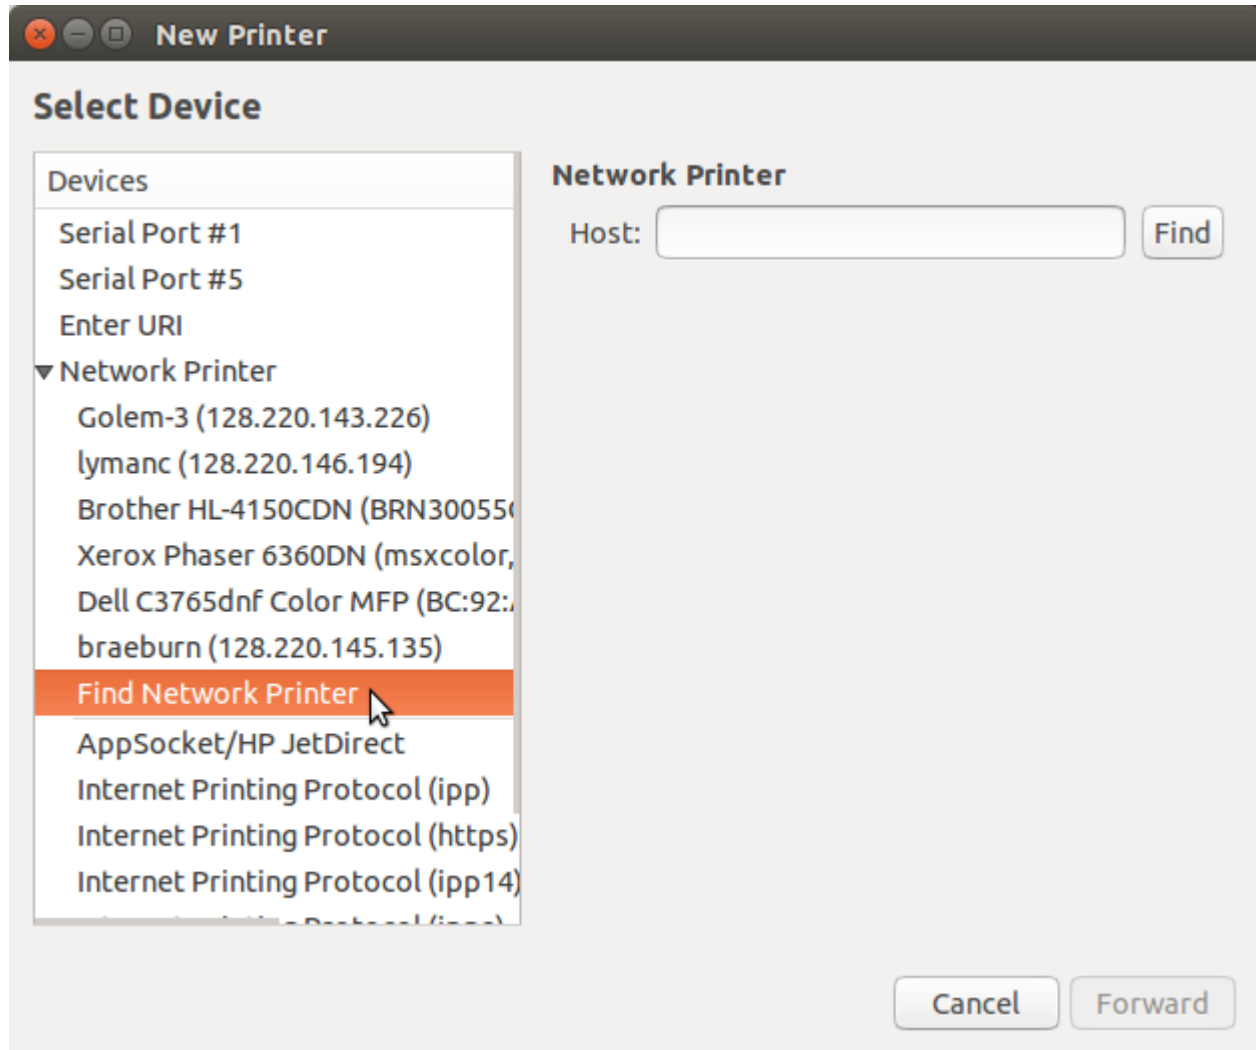 New Printer
Select Device
Devices
Serial Port #1
Serial Port #5
Enter URI
Network Printer
Golem-3 (128.220.143.226)
lymanc (128.220.146.194)
Brother HL-4150CDN (BRN30055
Xerox Phaser 6360DN (msxcolor,
Dell C3765dnf Color MFP (BC:92:
braeburn (128.220.145.135)
Find Network Printer
AppSocket/HP JetDirect
Internet Printing Protocol (ipp)
Internet Printing Protocol (https)
Internet Printing Protocol (ipp14)
Network Printer
Host:
Find
Cancel
Forward